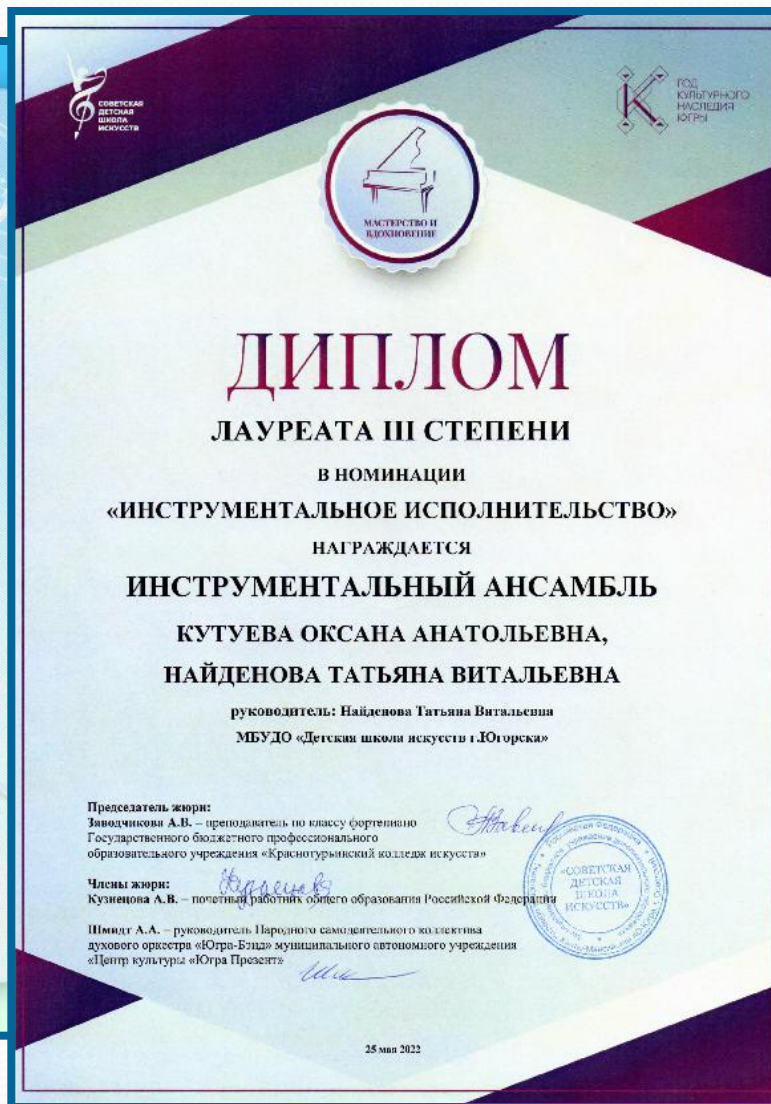 СОВЕТСКАЯ
ДЕТСКАЯ
ШКОЛА
ИСКУССТВ
ГОД
КУЛЬТУРНОГО
НАСЛЕДИЯ
ЮГРЫ
МАСТЕРСТВО И
ВДОХНОВЕНИЕ
ДИПЛОМ
ЛАУРЕАТА III СТЕПЕНИ
В НОМИНАЦИИ
«ИНСТРУМЕНТАЛЬНОЕ ИСПОЛНИТЕЛЬСТВО»
НАГРАЖДАЕТСЯ
ИНСТРУМЕНТАЛЬНЫЙ АНСАМБЛЬ
КУТУЕВА ОКСАНА АНАТОЛЬЕВНА,
НАЙДЕНОВА ТАТЬЯНА ВИТАЛЬЕВНА
руководитель: Найденова Татьяна Витальевна
МБУДО «Детская школа искусств г.Югорска»
Председатель жюри:
Заводчикова А.В. – преподаватель по классу фортепиано
Государственного бюджетного профессионального
образовательного учреждения «Краснотурьинский колледж искусств»
Члены жюри:
Кузнецова А.В. – почетный работник общего образования Российской Федерации
Шмидт А.А. – руководитель Народного самодеятельного коллектива
духового оркестра «Югра-Бэнд» муниципального автономного учреждения
«Центр культуры «Югра Презент»
«СОВЕТСКАЯ
ДЕТСКАЯ
ШКОЛА
ИСКУССТВ»
25 мая 2022